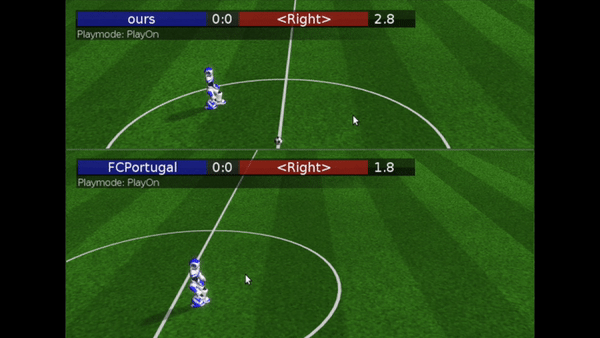 ours 0:0 <Right> 2.8
Playmode: PlayOn
FCPortugal 0:0 <Right> 1.8
Playmode: PlayOn